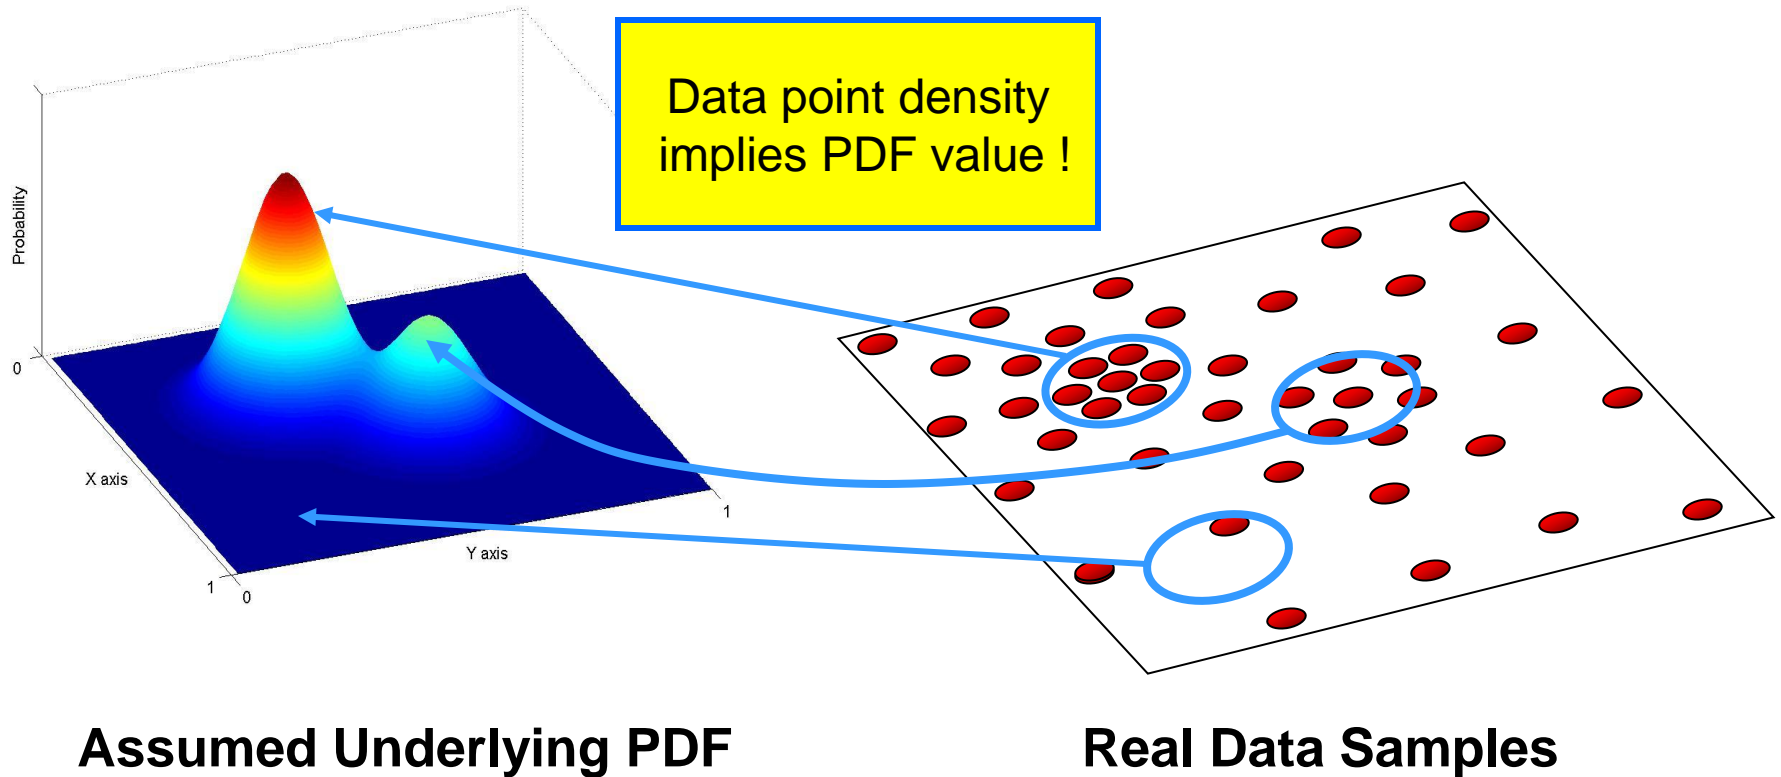 Data point density
implies PDF value !
Probability
0
X axis
1
0
Y axis
1
Assumed Underlying PDF
Real Data Samples